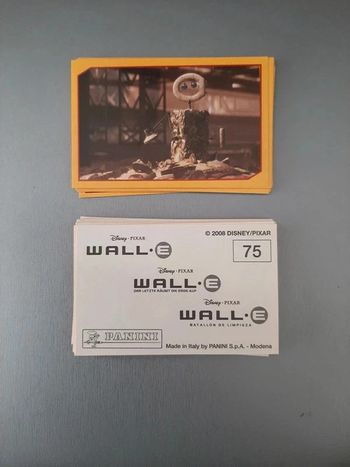 © 2008 DISNEY/PIXAR
75
Disney · PIXAR
WALL·E
Disney · PIXAR
WALL·E
DER LETZTE RÄUMT DIE ERDE AUF
Disney · PIXAR
WALL·E
BATALLON DE LIMPIEZA
PANINI
Made in Italy by PANINI S.p.A. - Modena